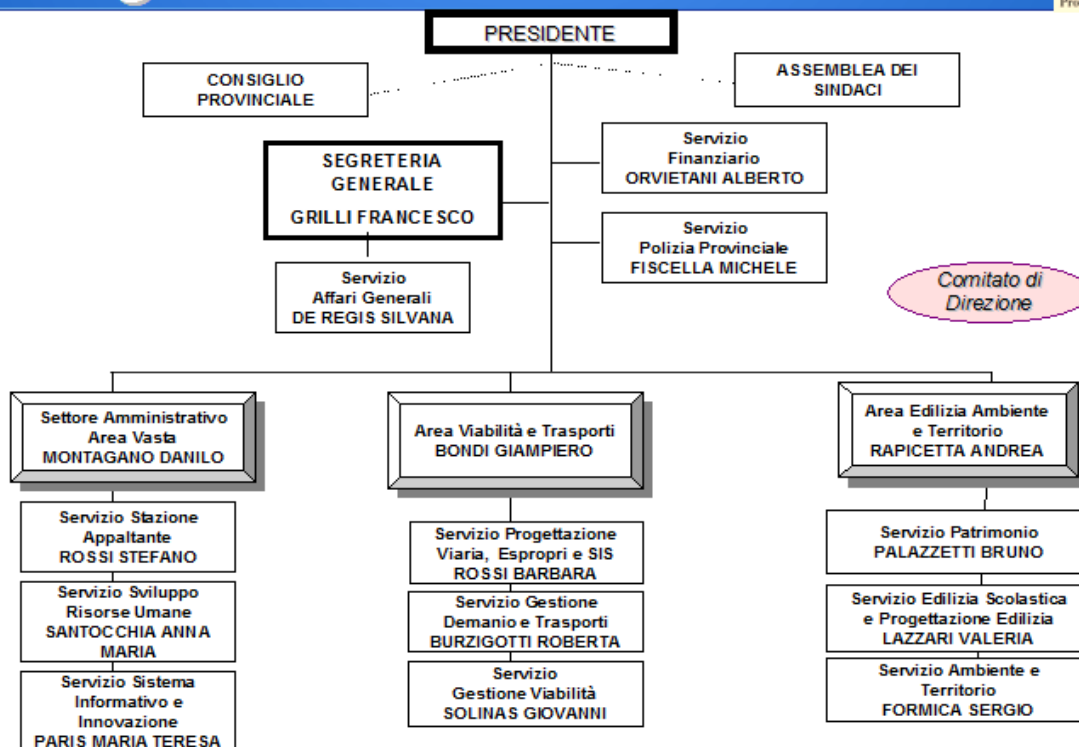 Pro
PRESIDENTE
CONSIGLIO
PROVINCIALE
ASSEMBLEA DEI
SINDACI
SEGRETERIA
GENERALE
GRILLI FRANCESCO
Servizio
Finanziario
ORVIETANI ALBERTO
Servizio
Polizia Provinciale
FISCELLA MICHELE
Servizio
Affari Generali
DE REGIS SILVANA
Comitato di
Direzione
Settore Amministrativo
Area Vasta
MONTAGANO DANILO
Area Viabilità e Trasporti
BONDI GIAMPIERO
Area Edilizia Ambiente
e Territorio
RAPICETTA ANDREA
Servizio Stazione
Appaltante
ROSSI STEFANO
Servizio Sviluppo
Risorse Umane
SANTOCCHIA ANNA
MARIA
Servizio Sistema
Informativo e
Innovazione
PARIS MARIA TERESA
Servizio Progettazione
Viaria, Espropri e SIS
ROSSI BARBARA
Servizio Gestione
Demanio e Trasporti
BURZIGOTTI ROBERTA
Servizio
Gestione Viabilità
SOLINAS GIOVANNI
Servizio Patrimonio
PALAZZETTI BRUNO
Servizio Edilizia Scolastica
e Progettazione Edilizia
LAZZARI VALERIA
Servizio Ambiente e
Territorio
FORMICA SERGIO